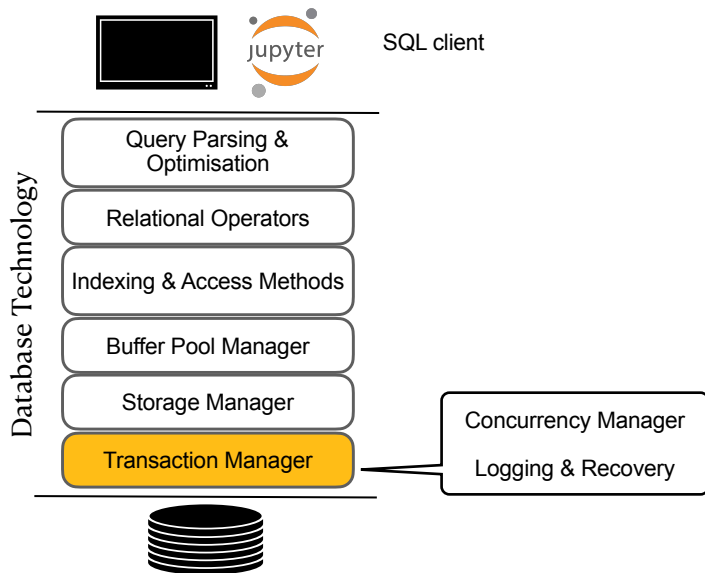 jupyter
SQL client
Database Technology
Query Parsing &
Optimisation
Relational Operators
Indexing & Access Methods
Buffer Pool Manager
Storage Manager
Transaction Manager
Concurrency Manager
Logging & Recovery